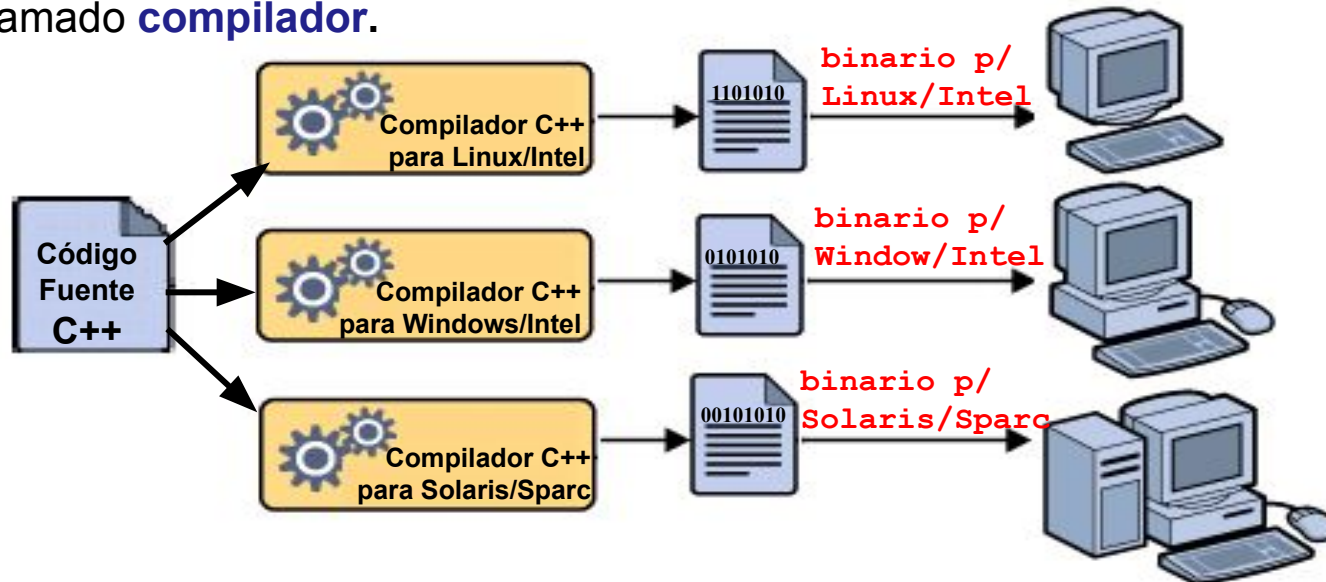 amado compilador.
binario p/
Linux/Intel
1101010
Compilador C++
para Linux/Intel
binario p/
Window/Intel
0101010
Código
Fuente
C++
Compilador C++
para Windows/Intel
binario p/
Solaris/Sparc
00101010
Compilador C++
para Solaris/Sparc